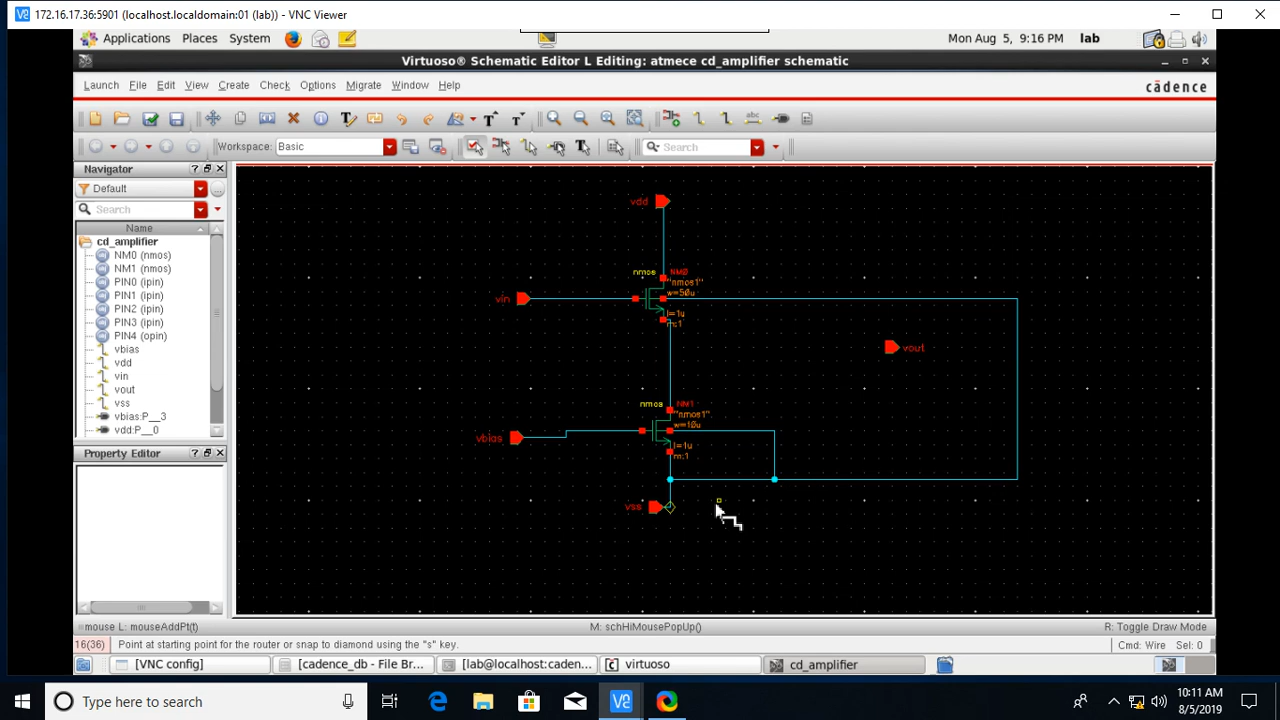 172.16.17.36:5901 (localhost.localdomain:01 (lab)) - VNC Viewer
Applications Places System Mon Aug 5, 9:16 PM lab
Virtuoso® Schematic Editor L Editing: atmece cd_amplifier schematic
Launch File Edit View Create Check Options Migrate Window Help cādence
Workspace: Basic Search
Navigator
Default
Search
Name
cd_amplifier
NM0 (nmos)
NM1 (nmos)
PIN0 (ipin)
PIN1 (ipin)
PIN2 (ipin)
PIN3 (ipin)
PIN4 (opin)
vbias
vdd
vin
vout
vss
vbias:P__3
vdd:P__0
Property Editor
vdd
nmos NM0
"nmos1"
w=50u
vin
l=1u
m:1
vout
nmos NM1
"nmos1"
w=10u
vbias
l=1u
m:1
vss
mouse L: mouseAddPt() M: schHiMousePopUp() R: Toggle Draw Mode
16(36) Point at starting point for the router or snap to diamond using the "s" key. Cmd: Wire Sel: 0
[VNC config] [cadence_db - File Br... [lab@localhost:caden... virtuoso cd_amplifier
Type here to search
10:11 AM
8/5/2019